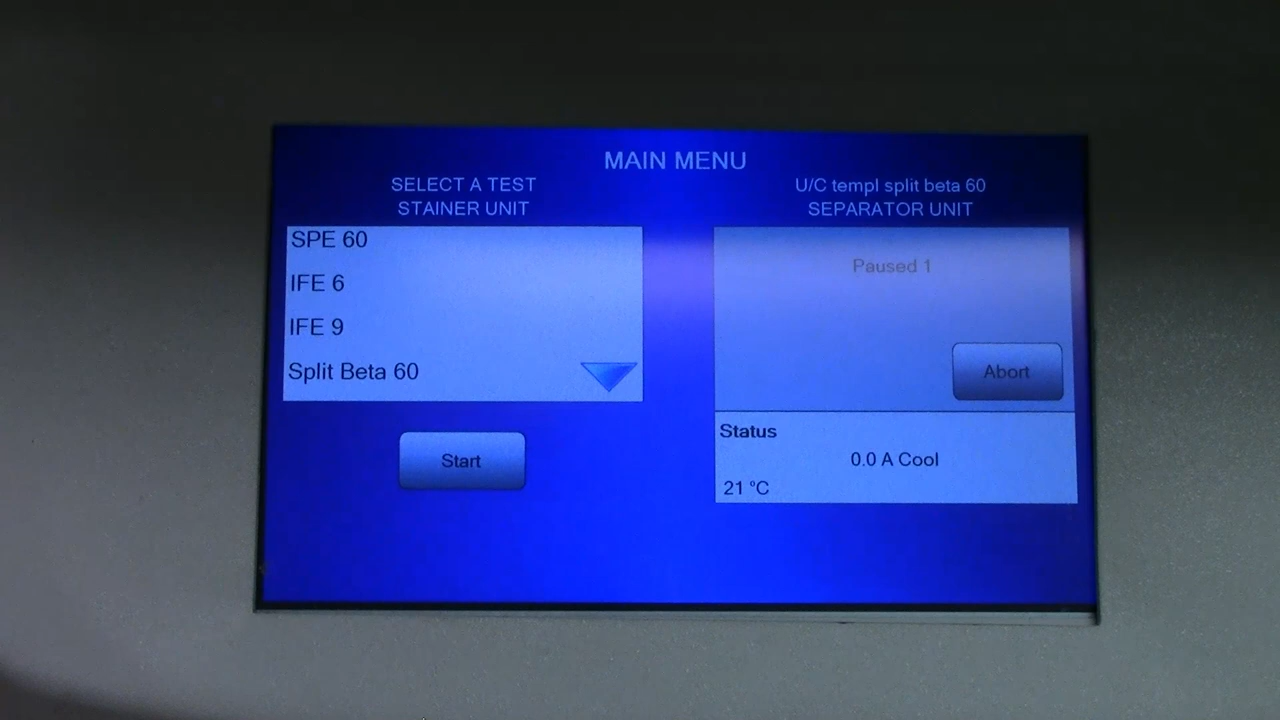 MAIN MENU
SELECT A TEST
STAINER UNIT
SPE 60
IFE 6
IFE 9
Split Beta 60
Start
U/C templ split beta 60
SEPARATOR UNIT
Paused 1
Abort
Status
0.0 A Cool
21 °C